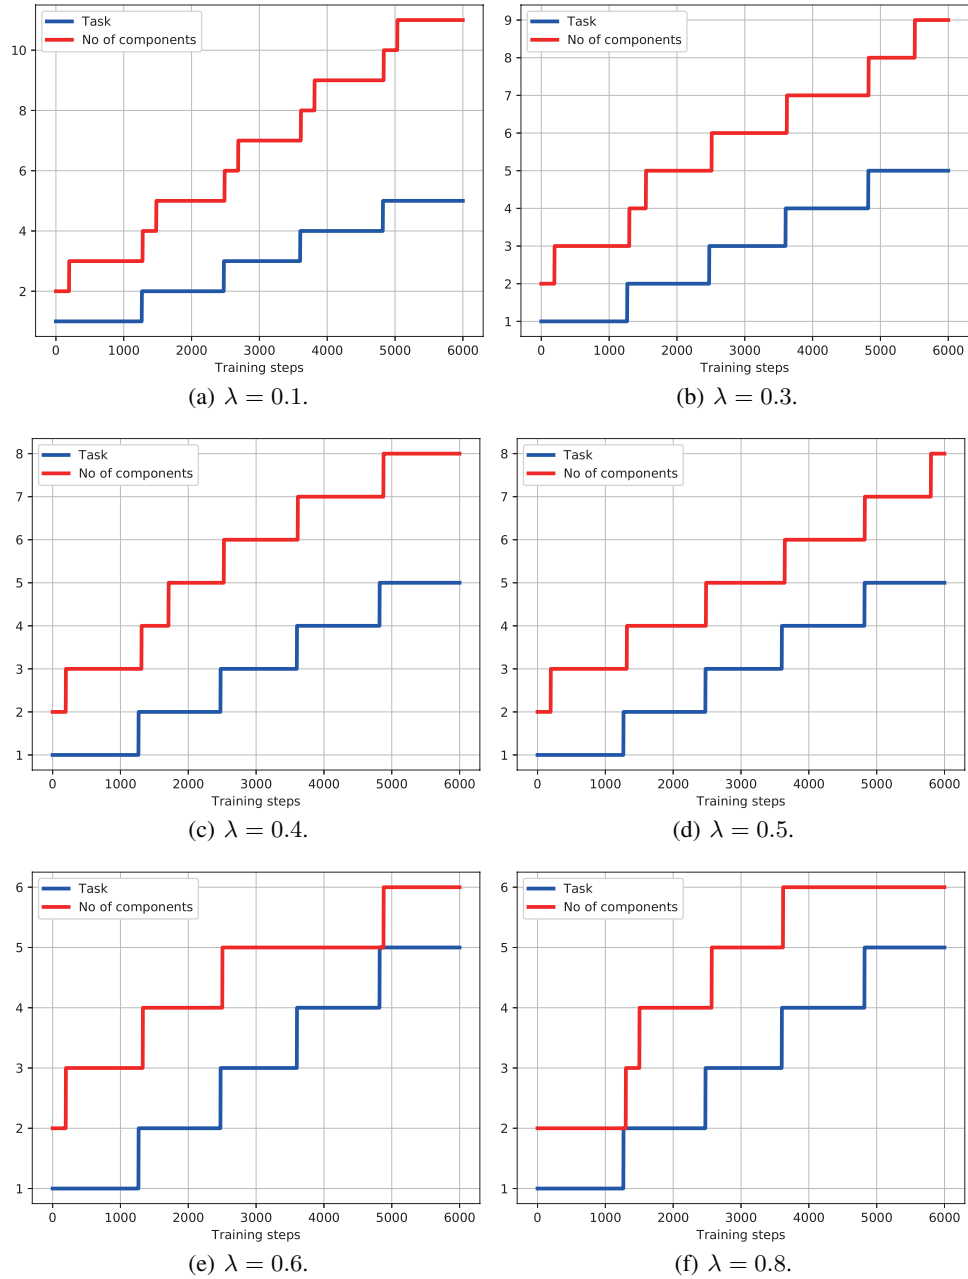 Task
No of components
10
8
6
4
2
0 1000 2000 3000 4000 5000 6000
Training steps
(a) λ = 0.1.
Task
No of components
9
8
7
6
5
4
3
2
1
0 1000 2000 3000 4000 5000 6000
Training steps
(b) λ = 0.3.
Task
No of components
8
7
6
5
4
3
2
1
0 1000 2000 3000 4000 5000 6000
Training steps
(c) λ = 0.4.
Task
No of components
8
7
6
5
4
3
2
1
0 1000 2000 3000 4000 5000 6000
Training steps
(d) λ = 0.5.
Task
No of components
6
5
4
3
2
1
0 1000 2000 3000 4000 5000 6000
Training steps
(e) λ = 0.6.
Task
No of components
6
5
4
3
2
1
0 1000 2000 3000 4000 5000 6000
Training steps
(f) λ = 0.8.